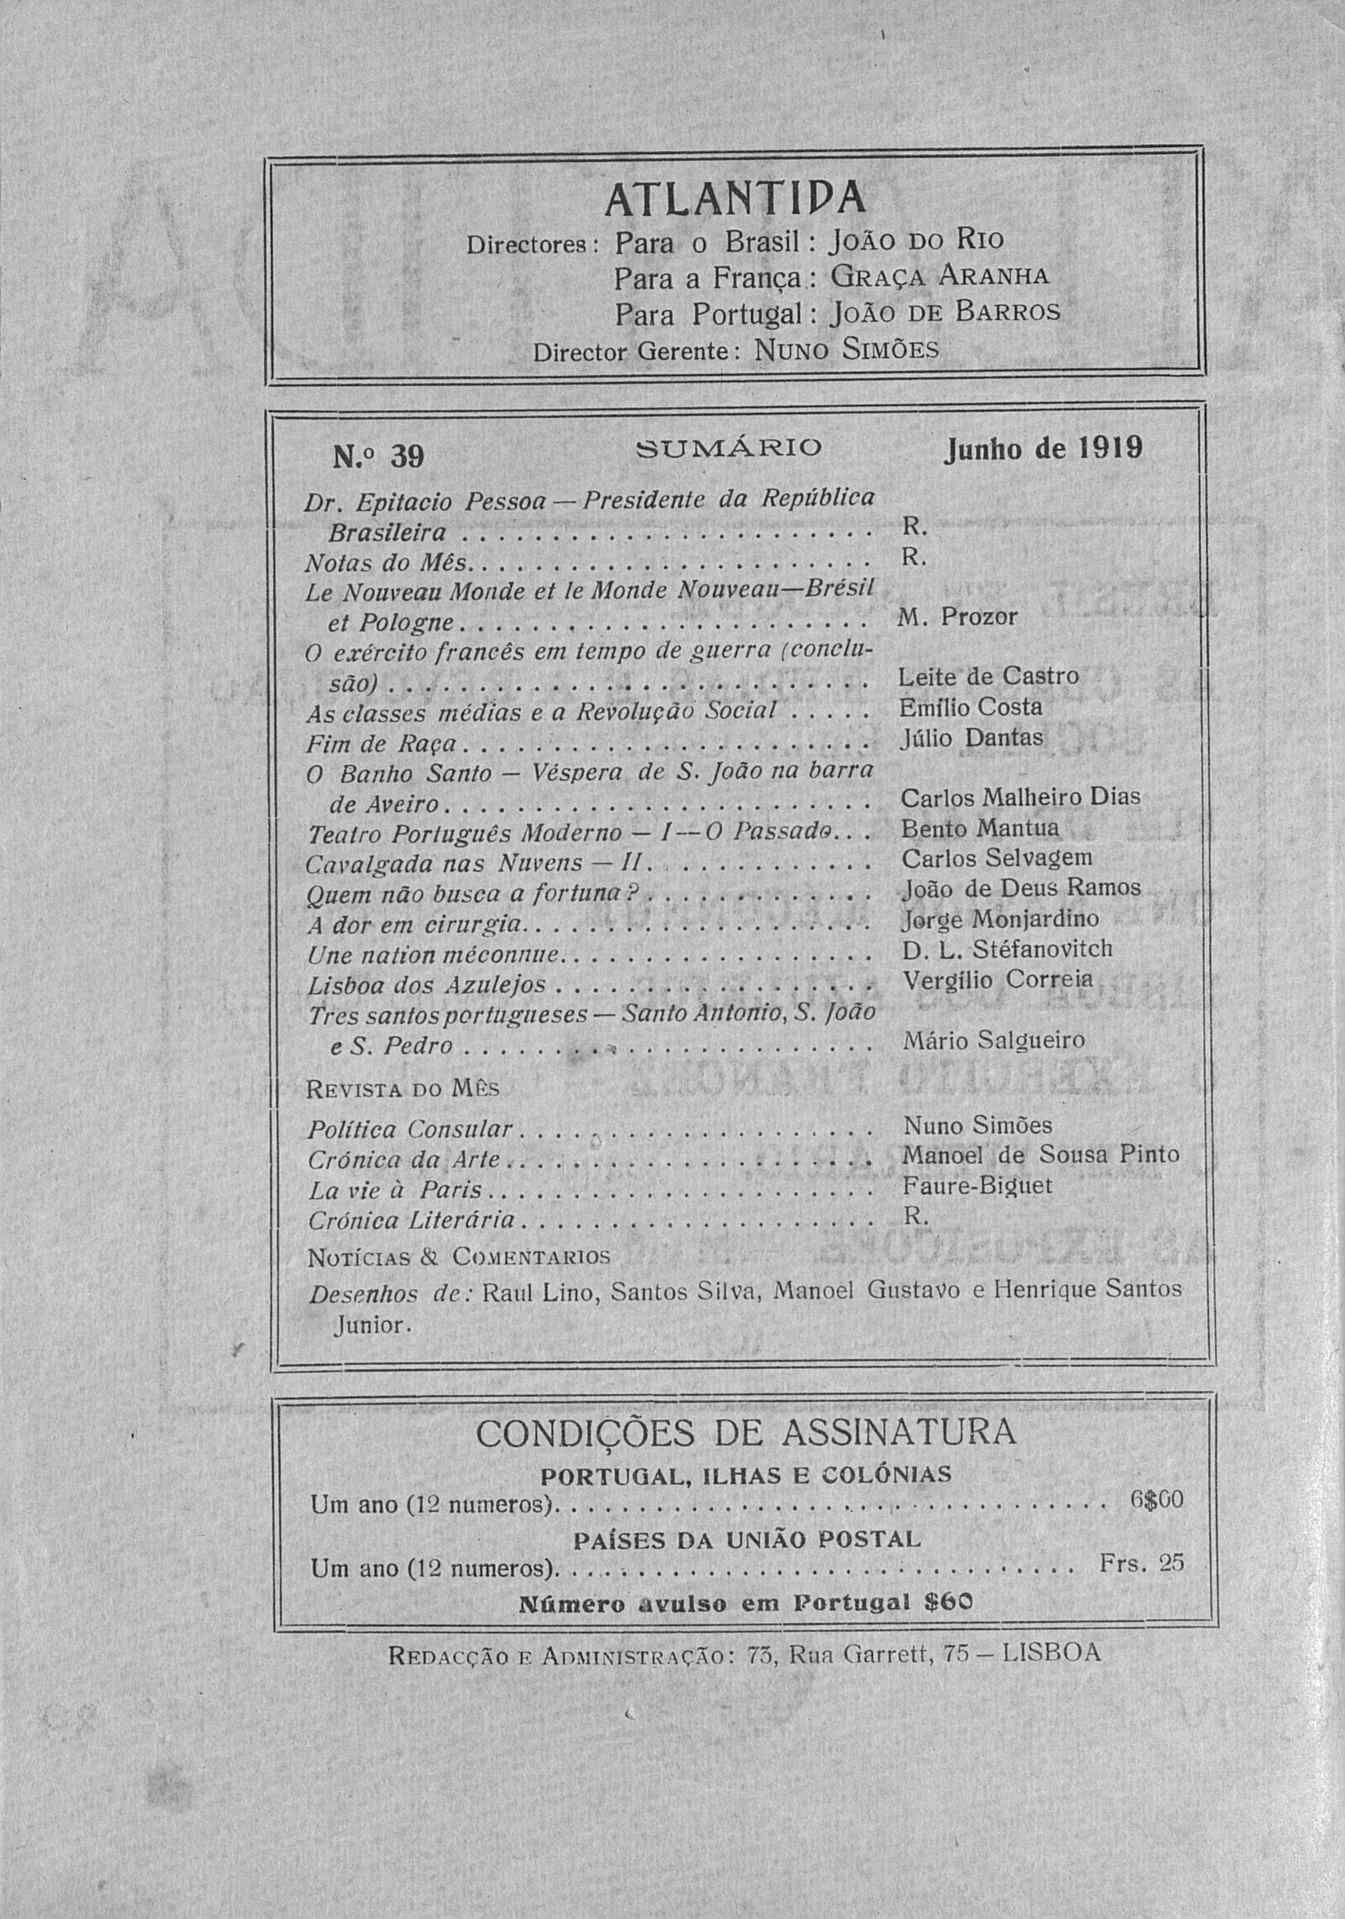 ATLANTIDA
Directores: Para o Brasil: João do Rio
Para a França: Graça Aranha
Para Portugal: João de Barros
Director Gerente: Nuno Simões
N.º 39 SUMÁRIO Junho de 1919
Dr. Epitacio Pessoa — Presidente da República
Brasileira . . . . . . . . . . . . . . . . . . . . . . . R.
Notas do Mês. . . . . . . . . . . . . . . . . . . . . . . R.
Le Nouveau Monde et le Monde Nouveau—Brésil
et Pologne. . . . . . . . . . . . . . . . . . . . . . . M. Prozor
O exército francês em tempo de guerra (conclu-
são) . . . . . . . . . . . . . . . . . . . . . . . . . . . Leite de Castro
As classes médias e a Revolução Social . . . . . Emílio Costa
Fim de Raça. . . . . . . . . . . . . . . . . . . . . . . Júlio Dantas
O Banho Santo — Véspera de S. João na barra
de Aveiro. . . . . . . . . . . . . . . . . . . . . . . . Carlos Malheiro Dias
Teatro Português Moderno — I—O Passado. . . Bento Mantua
Cavalgada nas Nuvens — II. . . . . . . . . . . . . Carlos Selvagem
Quem não busca a fortuna? . . . . . . . . . . . . . João de Deus Ramos
A dor em cirurgia. . . . . . . . . . . . . . . . . . . . Jorge Monjardino
Une nation méconnue. . . . . . . . . . . . . . . . . . D. L. Stéfanovitch
Lisboa dos Azulejos . . . . . . . . . . . . . . . . . . Vergílio Correia
Tres santos portugueses — Santo Antonio, S. João
e S. Pedro . . . . . . . . . . . . . . . . . . . . . . . Mário Salgueiro
Revista do Mês
Política Consular. . . . . . . . . . . . . . . . . . . . Nuno Simões
Crónica da Arte. . . . . . . . . . . . . . . . . . . . . Manoel de Sousa Pinto
La vie à Paris. . . . . . . . . . . . . . . . . . . . . . Faure-Biguet
Crónica Literária. . . . . . . . . . . . . . . . . . . . R.
Notícias & Comentarios
Desenhos de: Raul Lino, Santos Silva, Manoel Gustavo e Henrique Santos
Junior.
CONDIÇÕES DE ASSINATURA
PORTUGAL, ILHAS E COLÓNIAS
Um ano (12 numeros). . . . . . . . . . . . . . . . . . . . . . . . . . . . . . . 6$00
PAÍSES DA UNIÃO POSTAL
Um ano (12 numeros). . . . . . . . . . . . . . . . . . . . . . . . . . . . . Frs. 25
Número avulso em Portugal $60
Redacção e Administração: 73, Rua Garrett, 75 — LISBOA